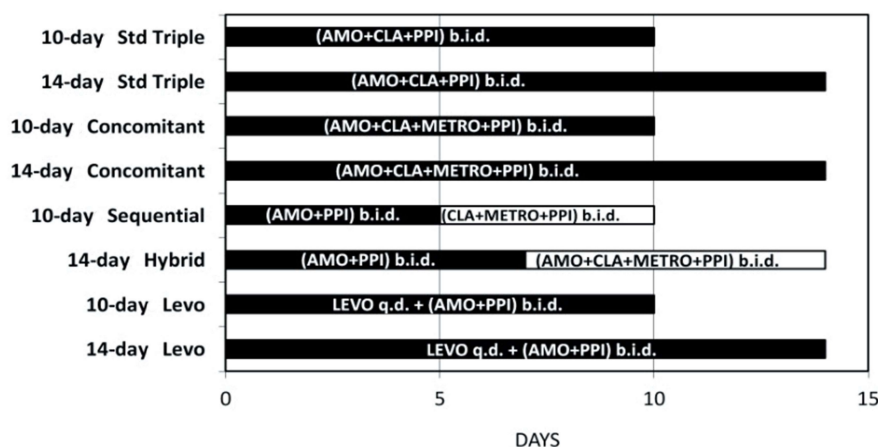 10-day Std Triple (AMO+CLA+PPI) b.i.d.
14-day Std Triple (AMO+CLA+PPI) b.i.d.
10-day Concomitant (AMO+CLA+METRO+PPI) b.i.d.
14-day Concomitant (AMO+CLA+METRO+PPI) b.i.d.
10-day Sequential (AMO+PPI) b.i.d. (CLA+METRO+PPI) b.i.d.
14-day Hybrid (AMO+PPI) b.i.d. (AMO+CLA+METRO+PPI) b.i.d.
10-day Levo LEVO q.d. + (AMO+PPI) b.i.d.
14-day Levo LEVO q.d. + (AMO+PPI) b.i.d.
0 5 10 15
DAYS